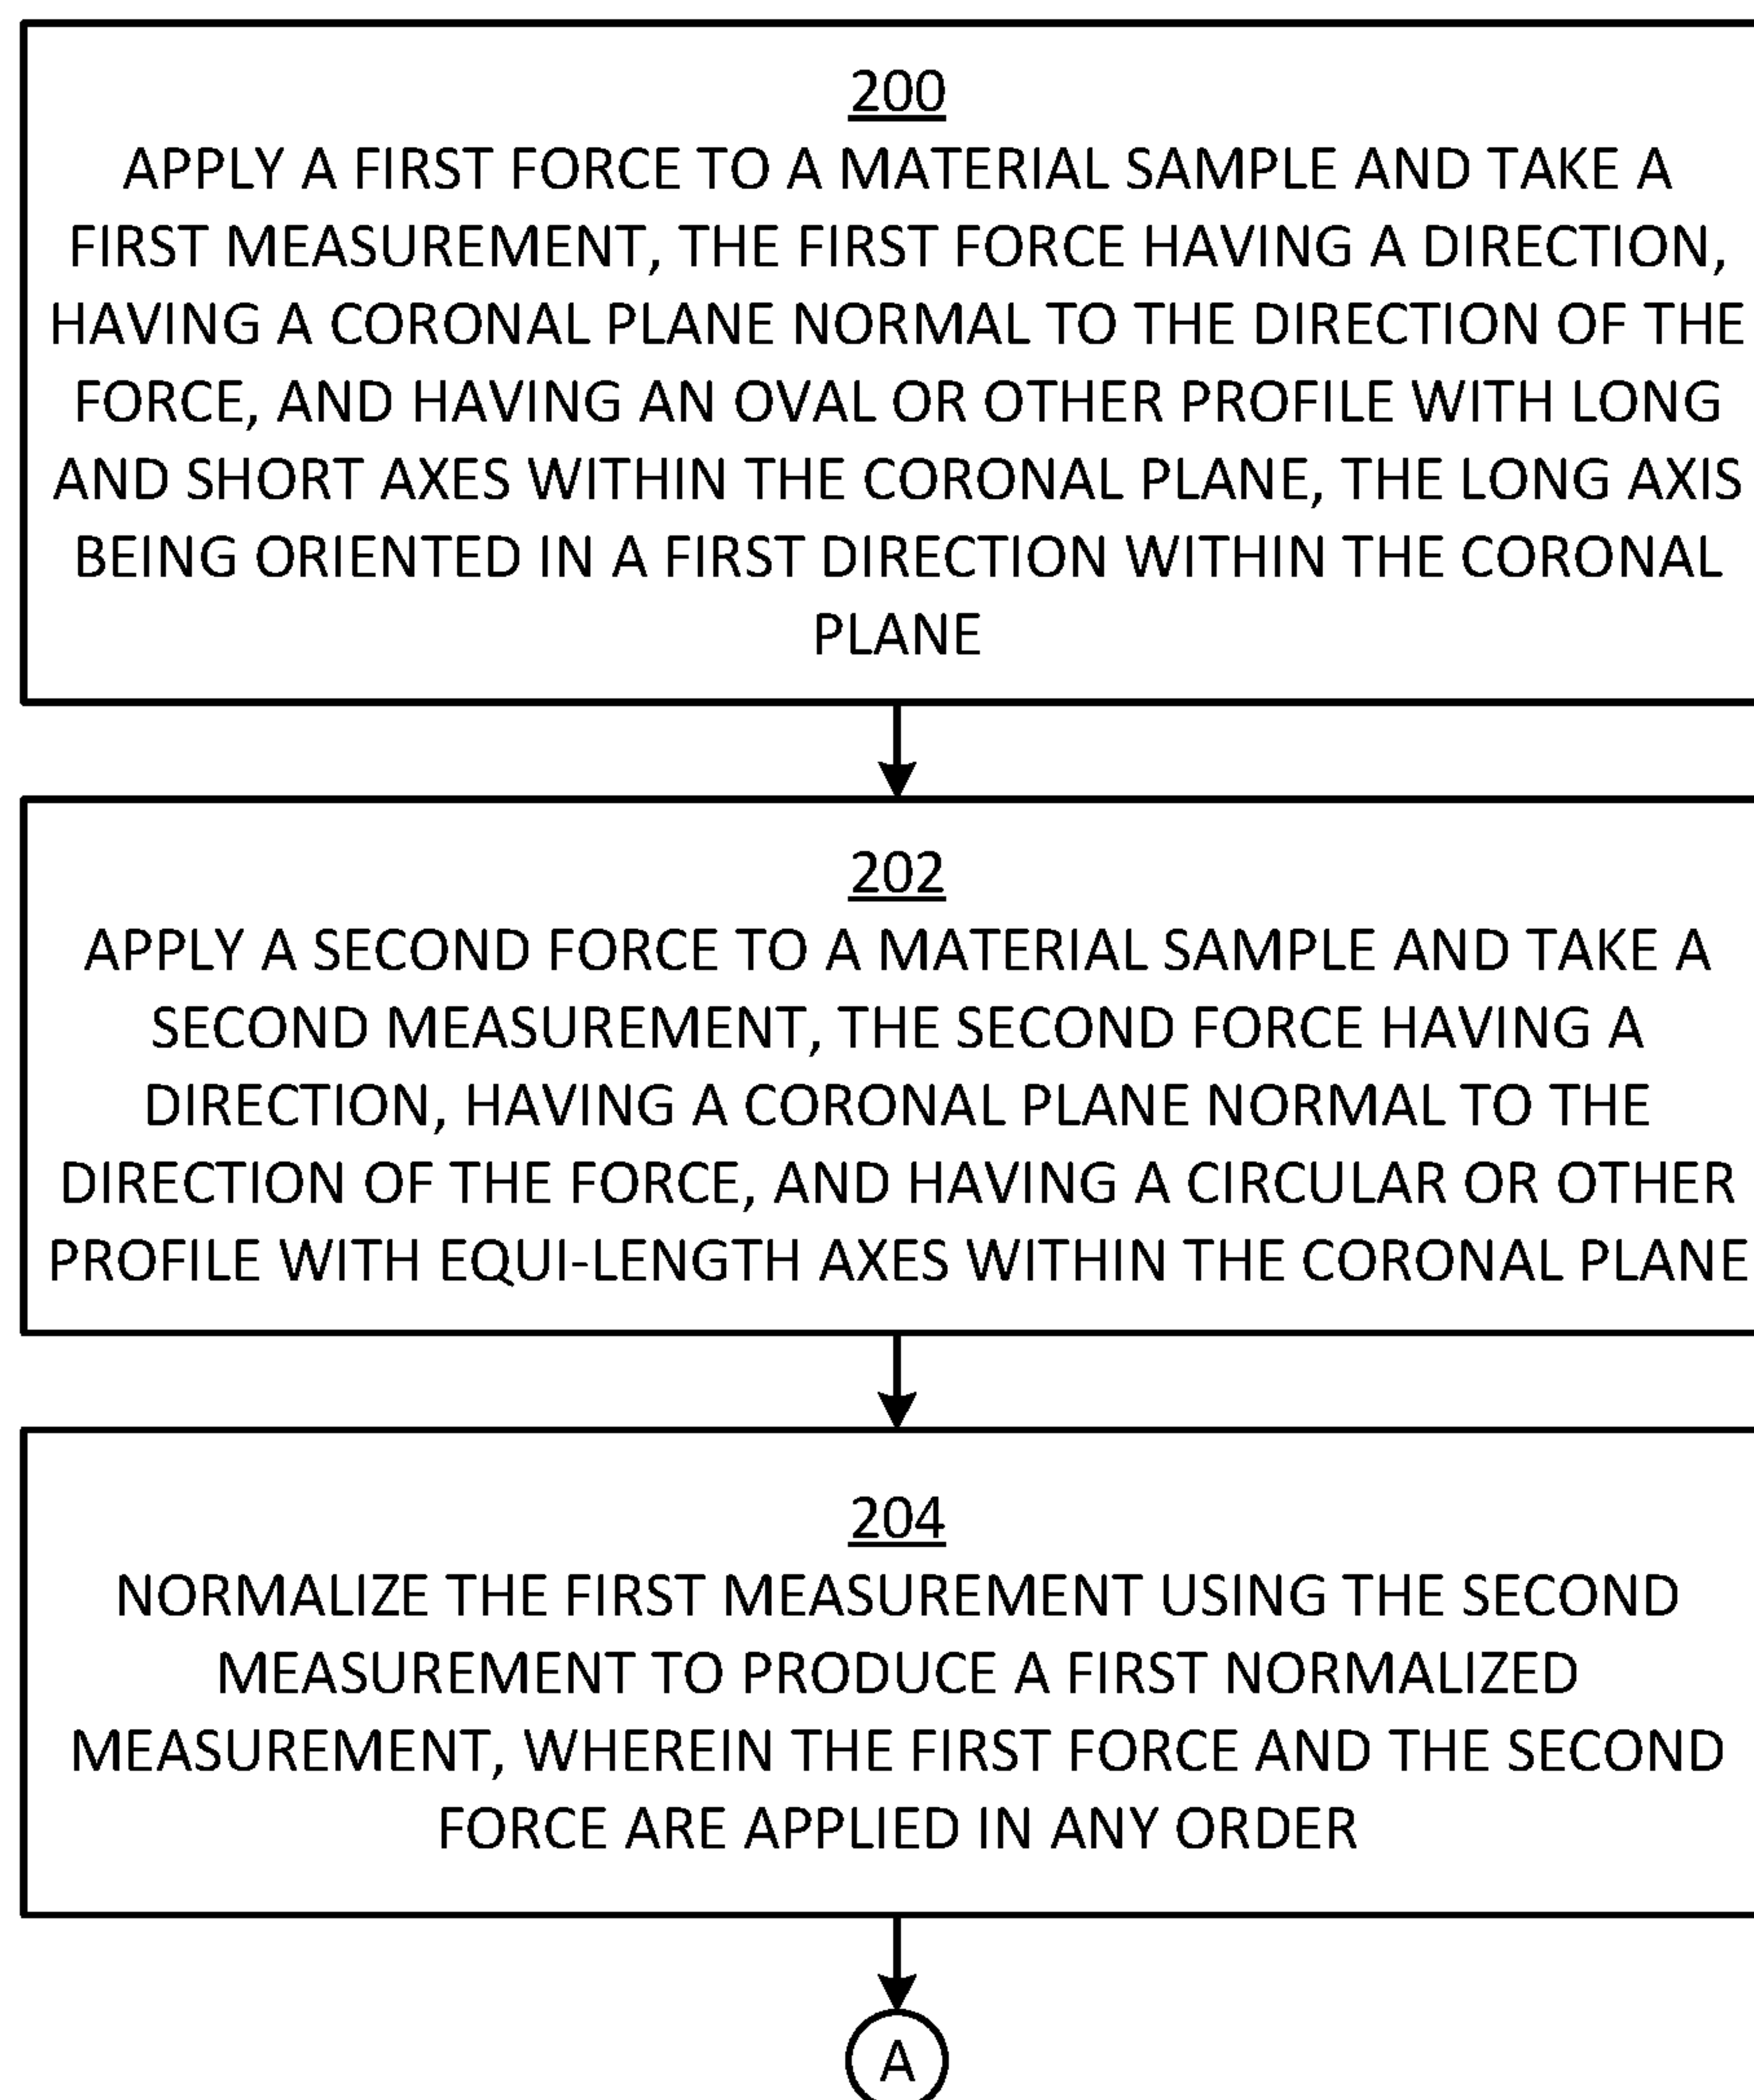 200
APPLY A FIRST FORCE TO A MATERIAL SAMPLE AND TAKE A
FIRST MEASUREMENT, THE FIRST FORCE HAVING A DIRECTION,
HAVING A CORONAL PLANE NORMAL TO THE DIRECTION OF THE
FORCE, AND HAVING AN OVAL OR OTHER PROFILE WITH LONG
AND SHORT AXES WITHIN THE CORONAL PLANE, THE LONG AXIS
BEING ORIENTED IN A FIRST DIRECTION WITHIN THE CORONAL
PLANE
202
APPLY A SECOND FORCE TO A MATERIAL SAMPLE AND TAKE A
SECOND MEASUREMENT, THE SECOND FORCE HAVING A
DIRECTION, HAVING A CORONAL PLANE NORMAL TO THE
DIRECTION OF THE FORCE, AND HAVING A CIRCULAR OR OTHER
PROFILE WITH EQUI-LENGTH AXES WITHIN THE CORONAL PLANE
204
NORMALIZE THE FIRST MEASUREMENT USING THE SECOND
MEASUREMENT TO PRODUCE A FIRST NORMALIZED
MEASUREMENT, WHEREIN THE FIRST FORCE AND THE SECOND
FORCE ARE APPLIED IN ANY ORDER
A